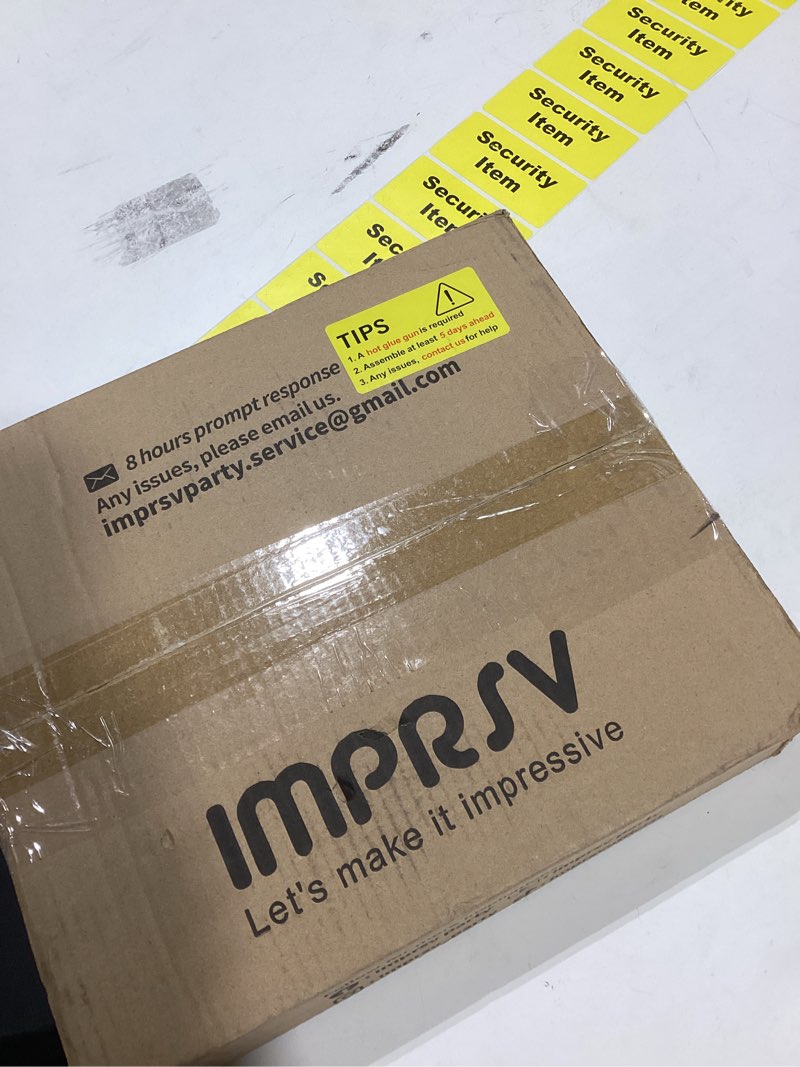 tem
ity
Security
Item
Security
Item
Security
Item
Security
Item
TIPS
1. A hot glue gun is required
2. Assemble at least 5 days ahead
3. Any issues, contact us for help
8 hours prompt response
Any issues, please email us.
imprsvparty.service@gmail.com
IMPRSV
Let's make it impressive